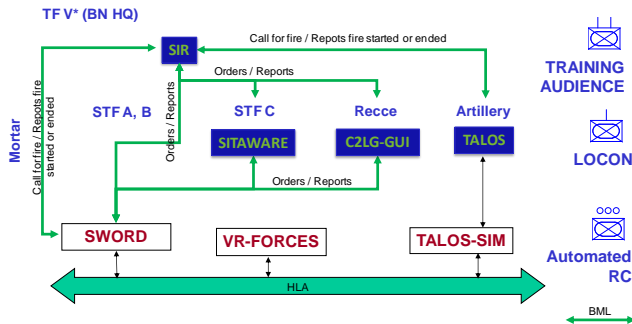 TF V* (BN HQ)
Call for fire / Repots fire started or ended
SIR
TRAINING
AUDIENCE
Orders / Reports
STF A, B
STF C
Recce
Artillery
Mortar
Call for fire / Repots fire
started or ended
Orders / Reports
SITAWARE
C2LG-GUI
TALOS
LOCON
Orders / Reports
SWORD
VR-FORCES
TALOS-SIM
Automated
RC
HLA
BML